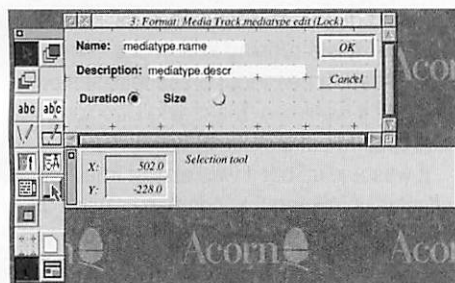 3: Format: Media Track.mediatype edit (Lock)
Name: mediatype.name
OK
Description: mediatype.descr
Cancel
Duration Size
abc abc
X: 502.0
Selection tool
Y: -228.0
Acorn
Acorn
Acorn